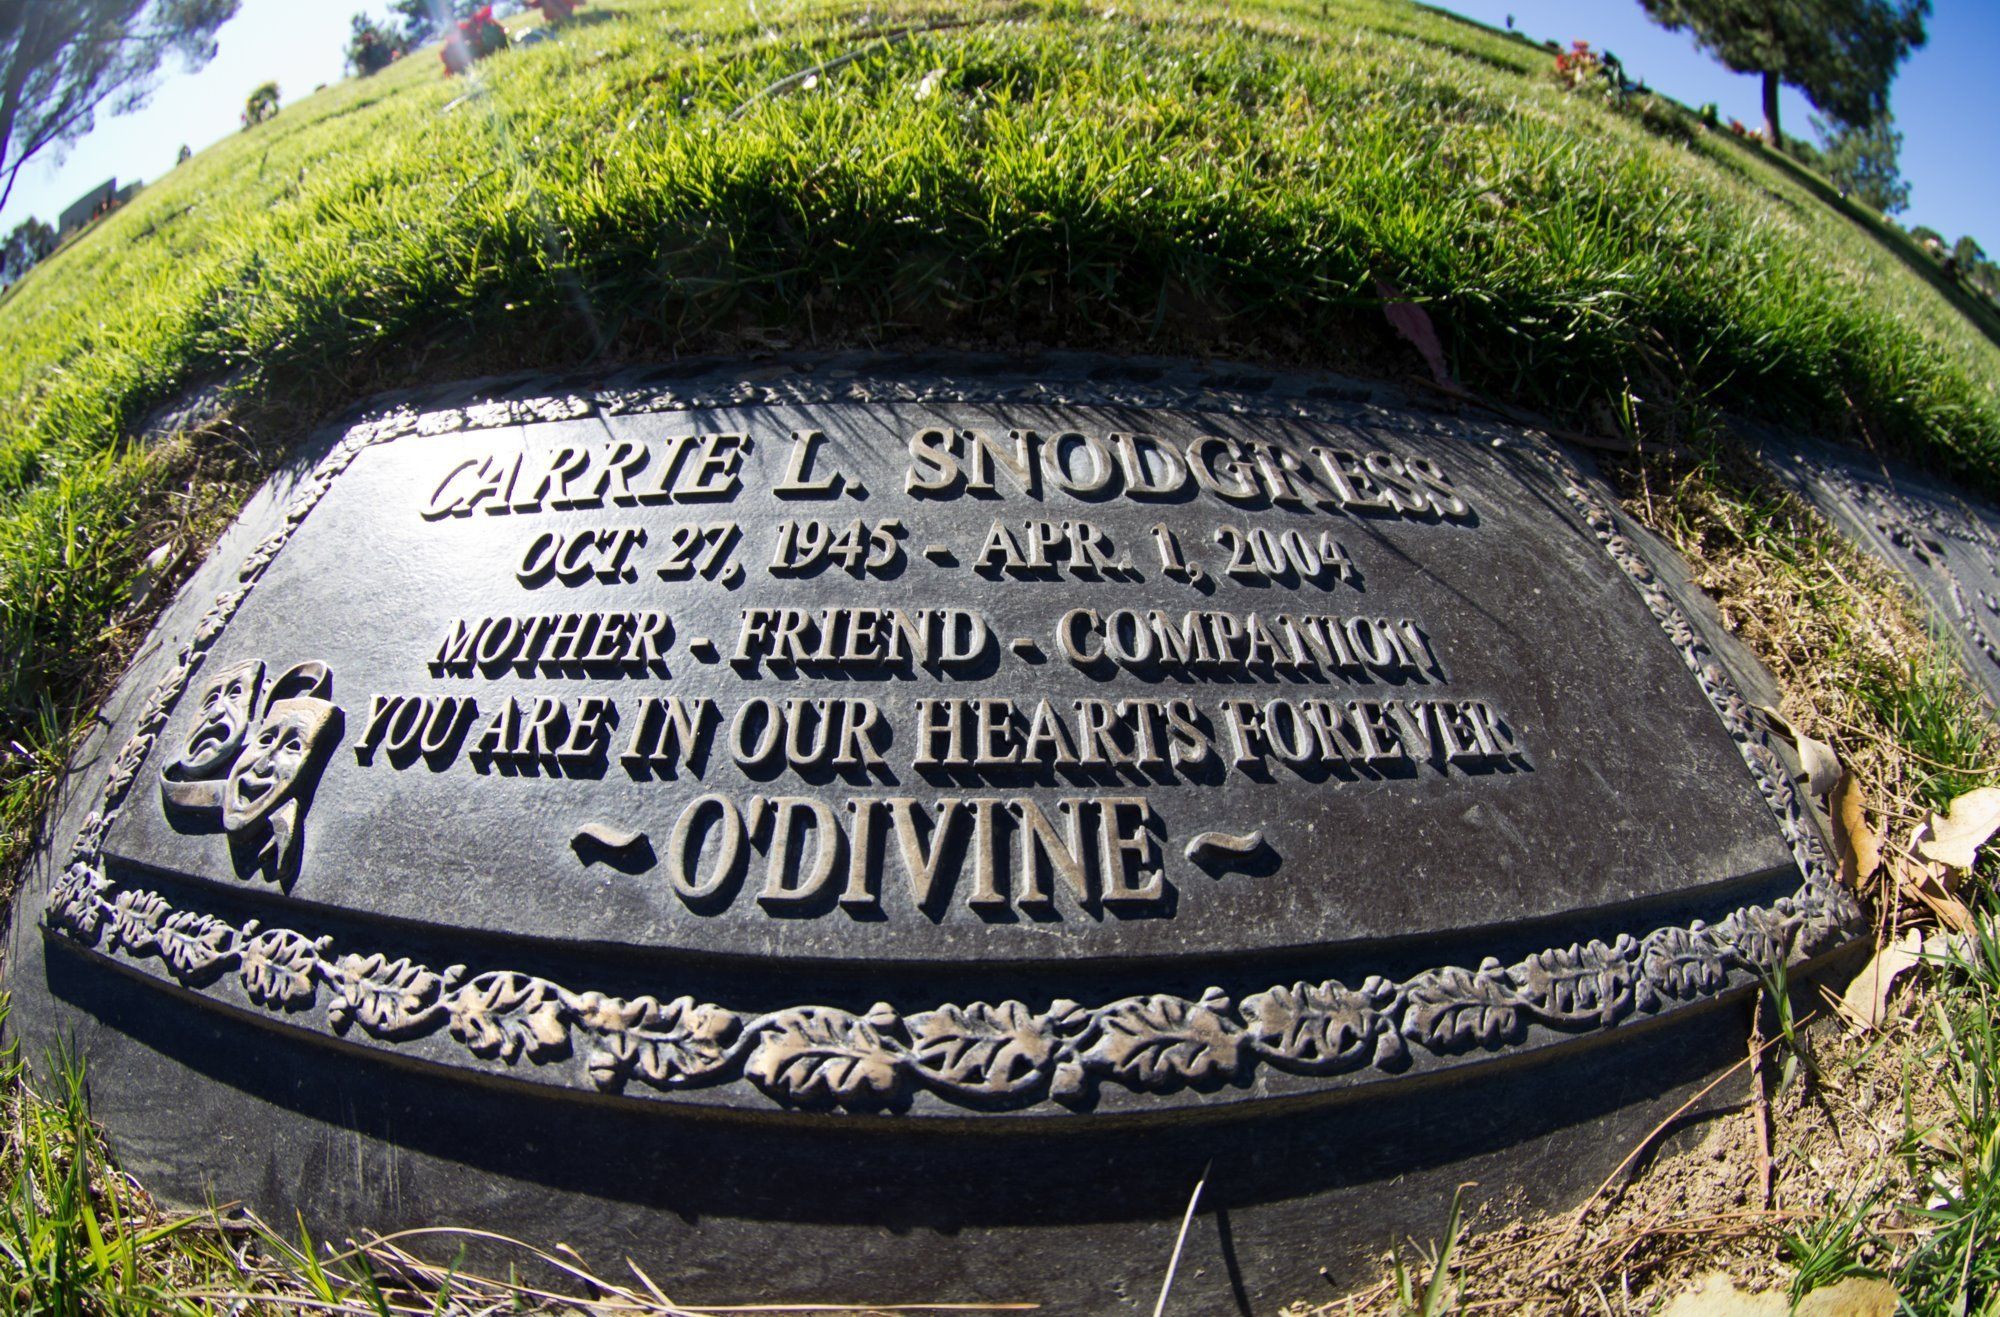 CARRIE L. SNODGRESS
OCT. 27, 1945 - APR. 1, 2004
MOTHER - FRIEND - COMPANION
YOU ARE IN OUR HEARTS FOREVER
~ O'DIVINE ~